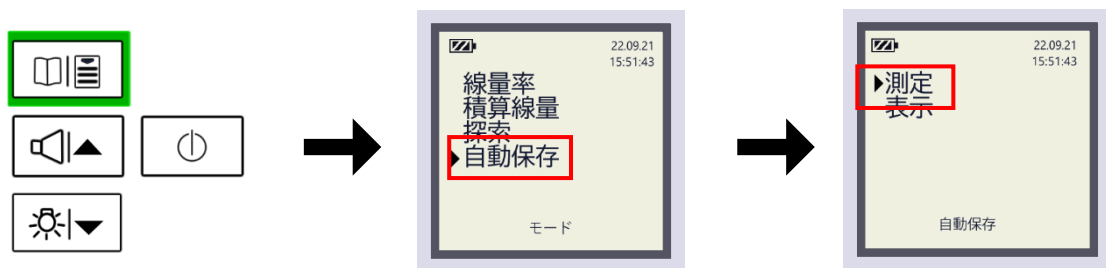 22.09.21
15:51:43
線量率
積算線量
探索
自動保存
モード
22.09.21
15:51:43
測定
表示
自動保存